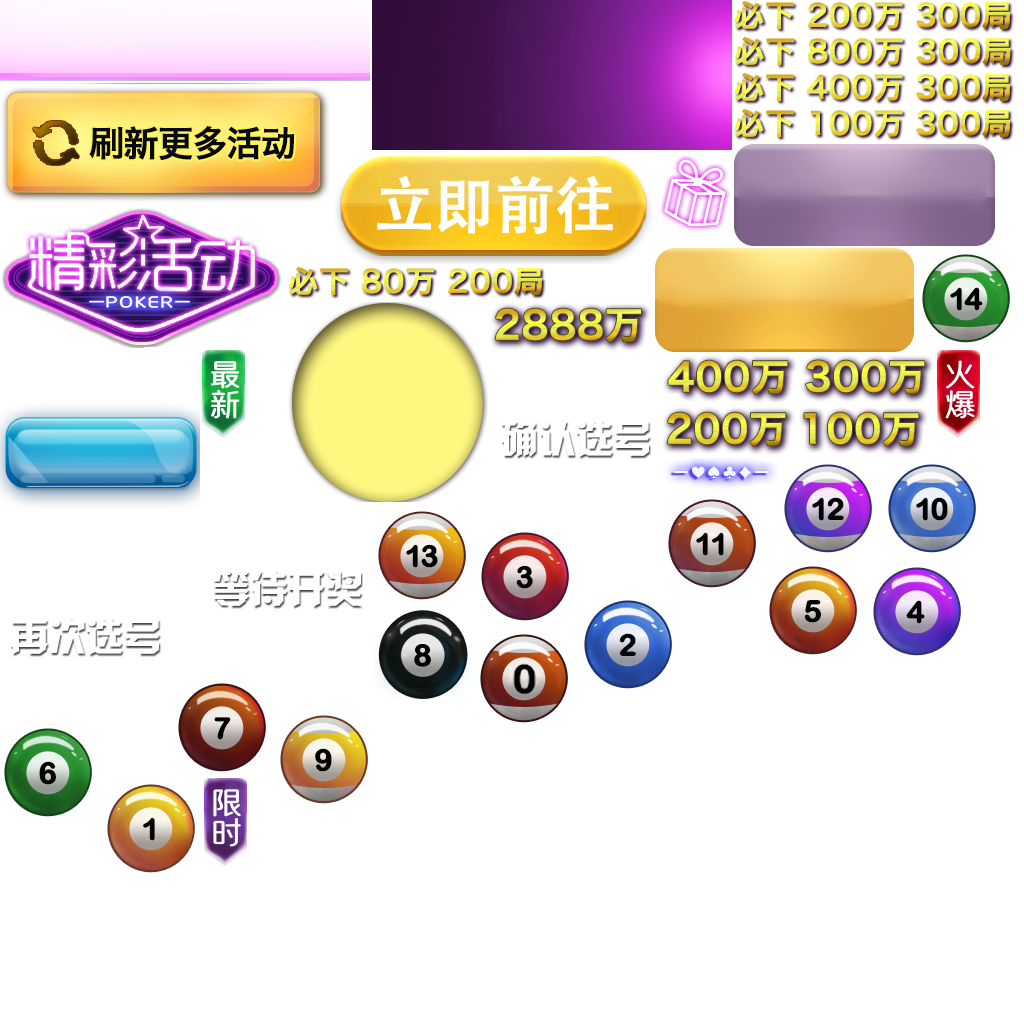 必下 200万 300局
必下 800万 300局
必下 400万 300局
必下 100万 300局
刷新更多活动
立即前往
精彩活动
POKER
必下 80万 200局
2888万
14
最新
400万 300万
火爆
200万 100万
确认选号
12
10
11
13
3
5
4
等待开奖
再次选号
8
0
2
7
6
9
1
限时